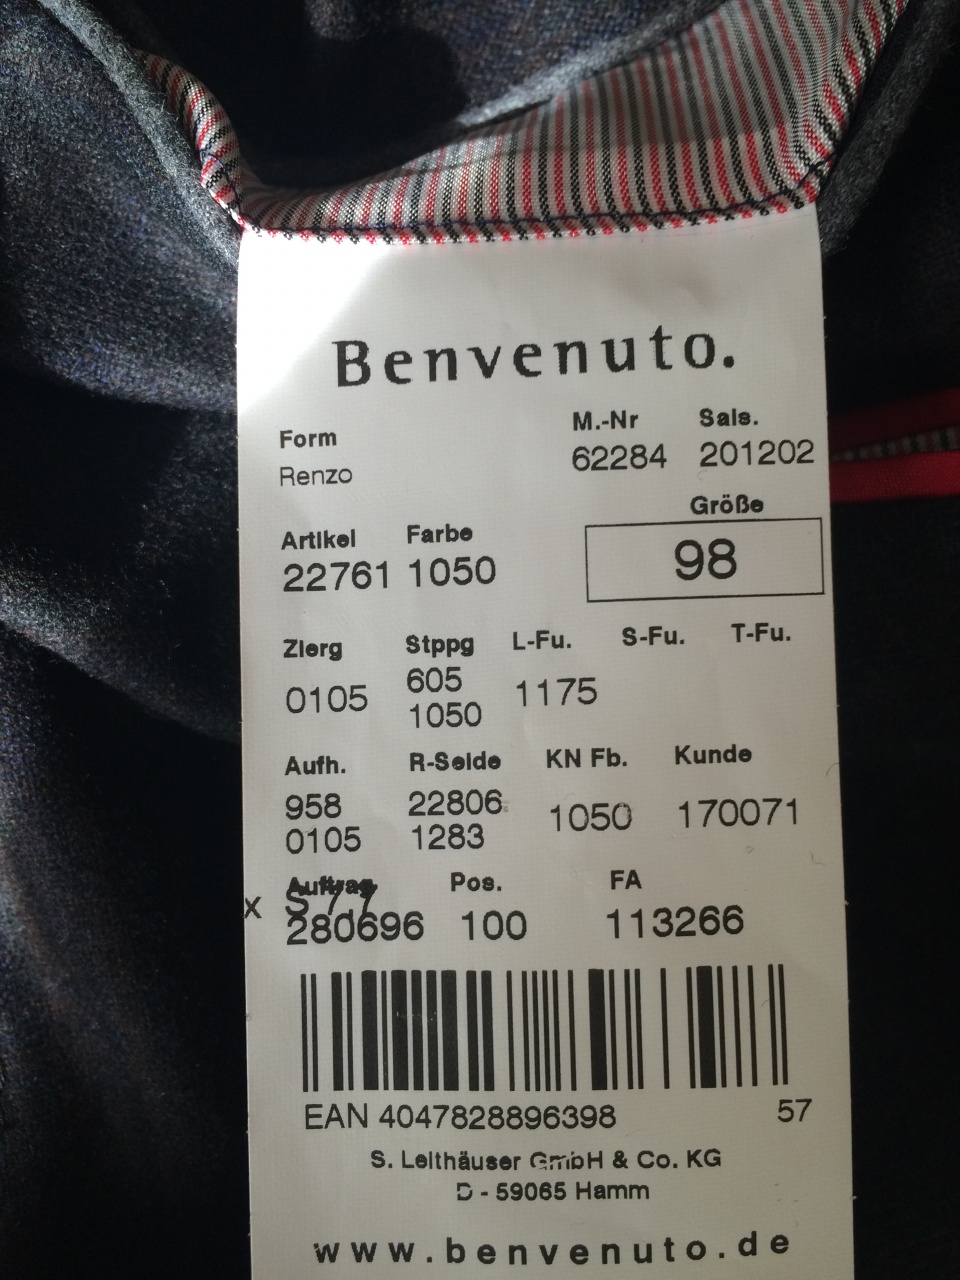 Benvenuto.
Form M.-Nr Sais.
Renzo 62284 201202
Größe
Artikel Farbe
22761 1050 98
Zierg Stppg L-Fu. S-Fu. T-Fu.
0105 605 1175
1050
Aufh. R-Seide KN Fb. Kunde
958 22806 1050 170071
0105 1283
Auftrag Pos. FA
x S 7,7
280696 100 113266
EAN 4047828896398 57
S. Leithäuser GmbH & Co. KG
D - 59065 Hamm
www.benvenuto.de